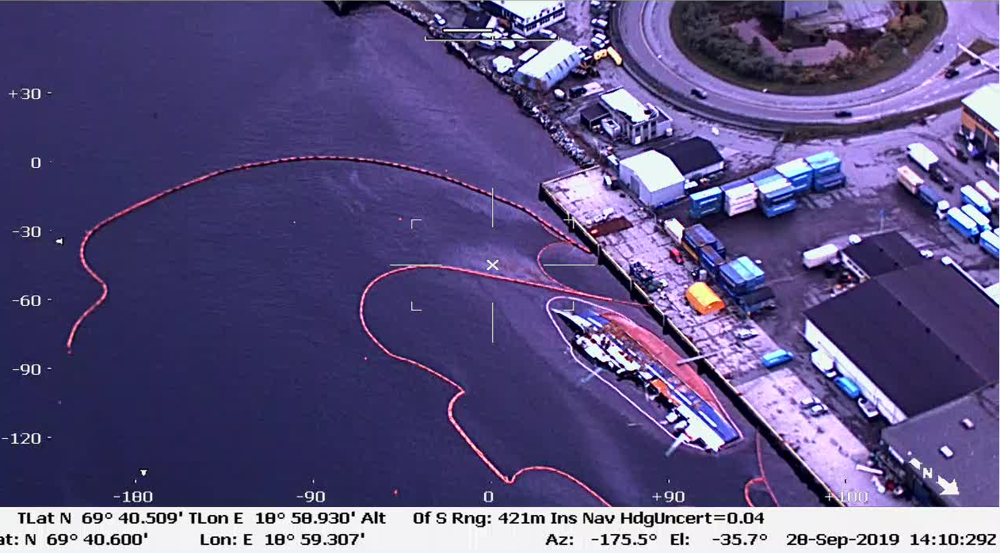 +30
0
-30
-60
-90
-120
-180 -90 0 +90 +180
N
TLat N 69° 40.509' TLon E 18° 58.930' Alt 0f S Rng: 421m Ins Nav HdgUncert=0.04
at: N 69° 40.600' Lon: E 18° 59.307' Az: -175.5° El: -35.7° 28-Sep-2019 14:10:29Z